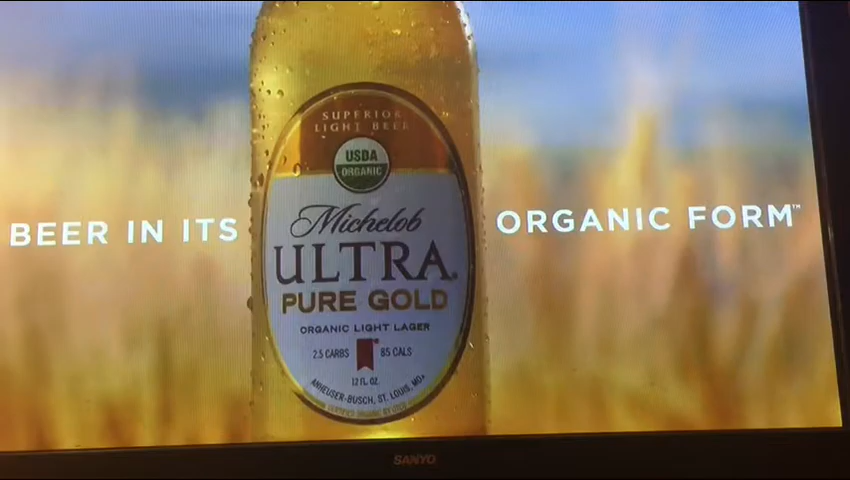 SUPERIOR
LIGHT BEER
USDA
ORGANIC
BEER IN ITS
ORGANIC FORM™
Michelob
ULTRA®
PURE GOLD
ORGANIC LIGHT LAGER
2.5 CARBS 85 CALS
12 FL. OZ.
ANHEUSER-BUSCH, ST. LOUIS, MO.
SANYO